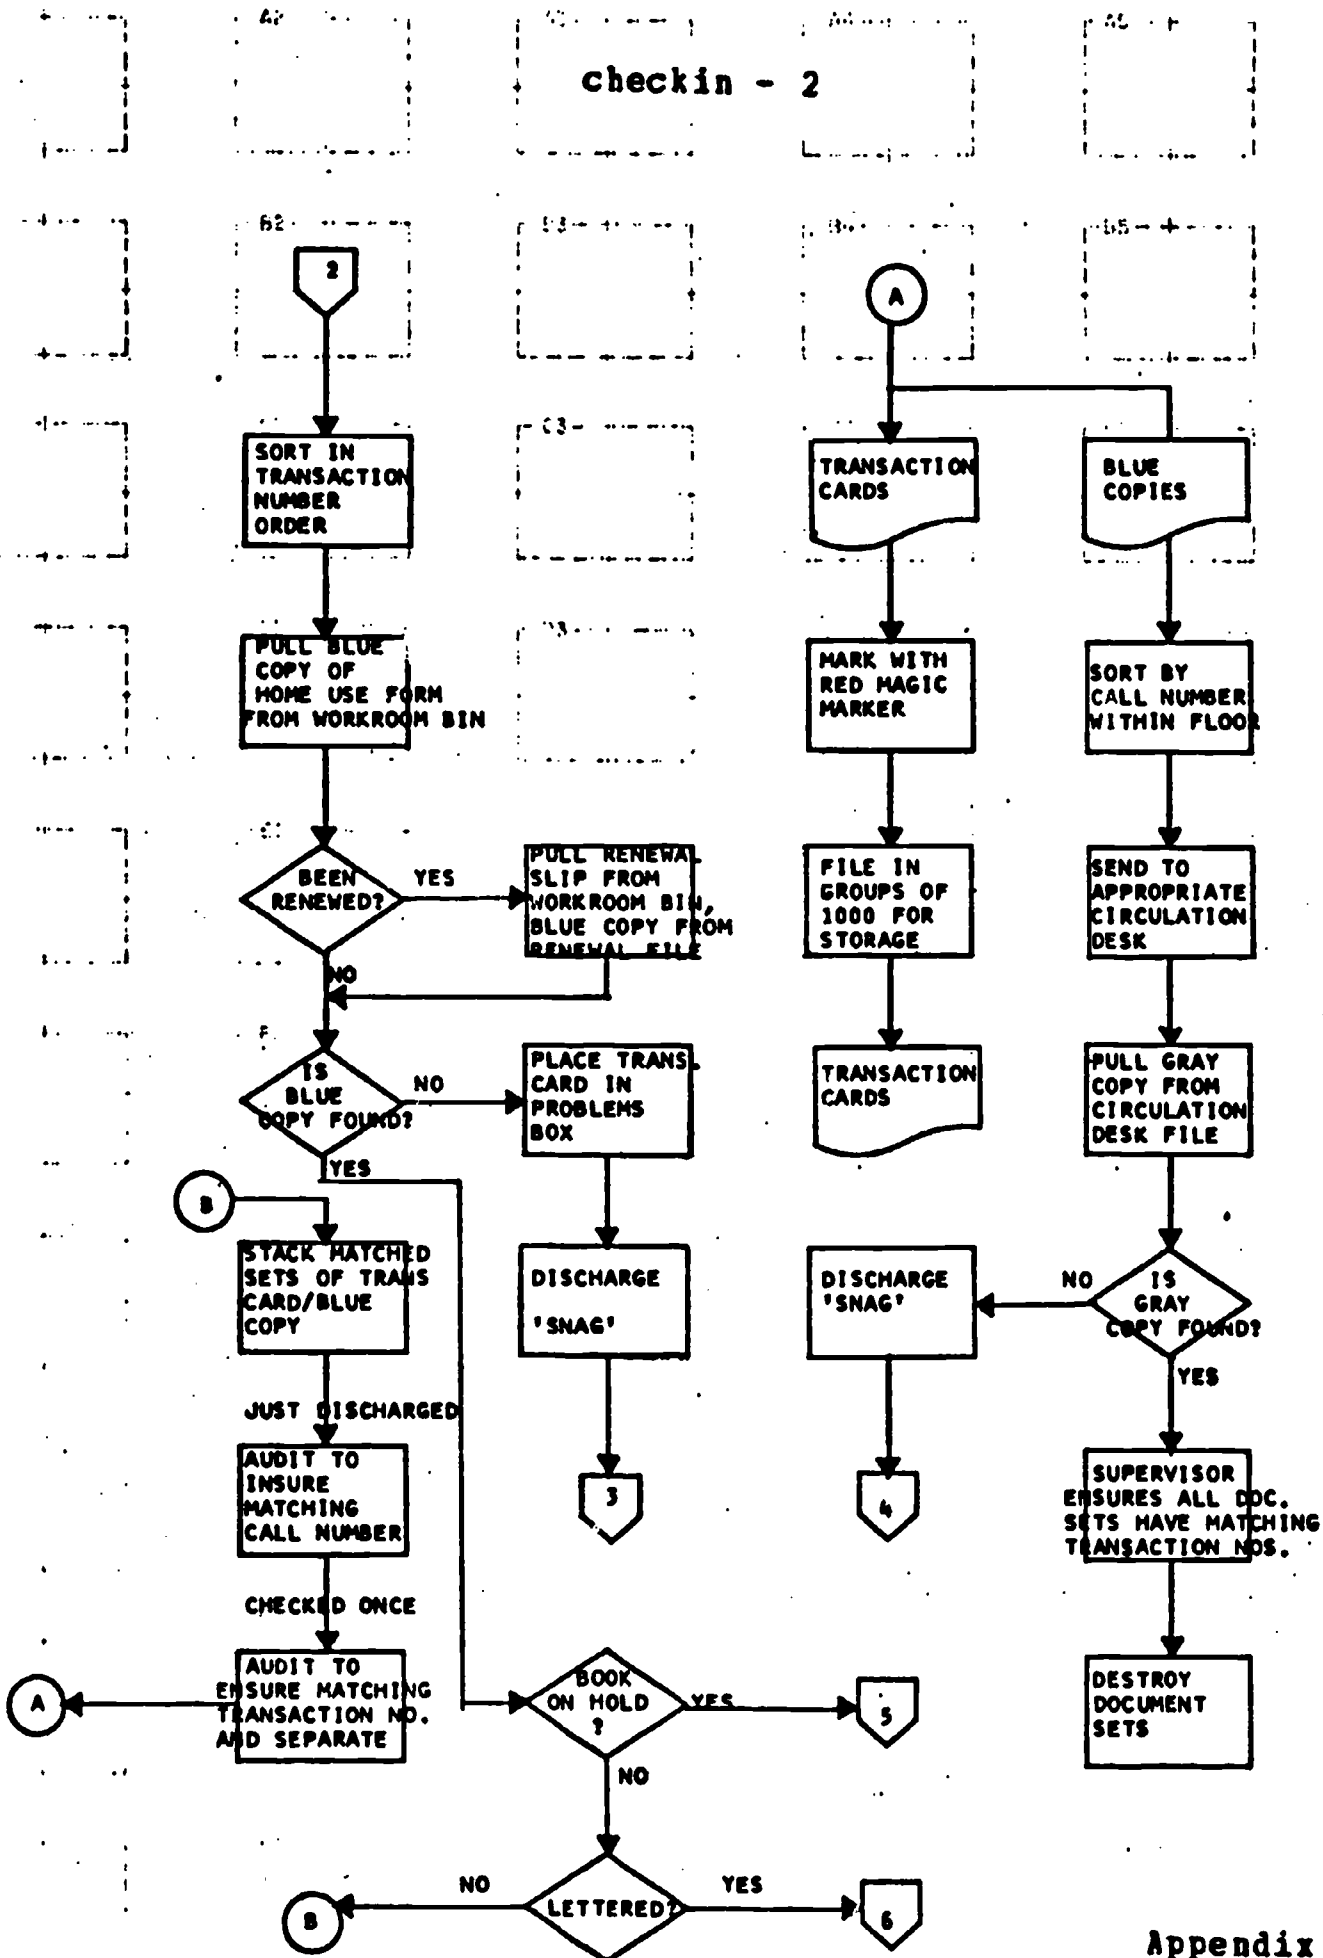 checkin - 2
2
SORT IN
TRANSACTION
NUMBER
ORDER
PULL BLUE
COPY OF
HOME USE FORM
FROM WORKROOM BIN
BEEN
RENEWED?
YES
PULL RENEWAL
SLIP FROM
WORKROOM BIN,
BLUE COPY FROM
RENEWAL FILE
NO
IS
BLUE
COPY FOUND?
NO
PLACE TRANS.
CARD IN
PROBLEMS
BOX
YES
DISCHARGE
'SNAG'
3
B
STACK MATCHED
SETS OF TRANS
CARD/BLUE
COPY
JUST DISCHARGED
AUDIT TO
INSURE
MATCHING
CALL NUMBER
CHECKED ONCE
AUDIT TO
ENSURE MATCHING
TRANSACTION NO.
AND SEPARATE
A
BOOK
ON HOLD
?
YES
5
NO
LETTERED?
NO
B
YES
6
A
TRANSACTION
CARDS
MARK WITH
RED MAGIC
MARKER
FILE IN
GROUPS OF
1000 FOR
STORAGE
TRANSACTION
CARDS
BLUE
COPIES
SORT BY
CALL NUMBER
WITHIN FLOOR
SEND TO
APPROPRIATE
CIRCULATION
DESK
PULL GRAY
COPY FROM
CIRCULATION
DESK FILE
IS
GRAY
COPY FOUND?
NO
DISCHARGE
'SNAG'
4
YES
SUPERVISOR
ENSURES ALL DOC.
SETS HAVE MATCHING
TRANSACTION NOS.
DESTROY
DOCUMENT
SETS
Appendix
A2
B2